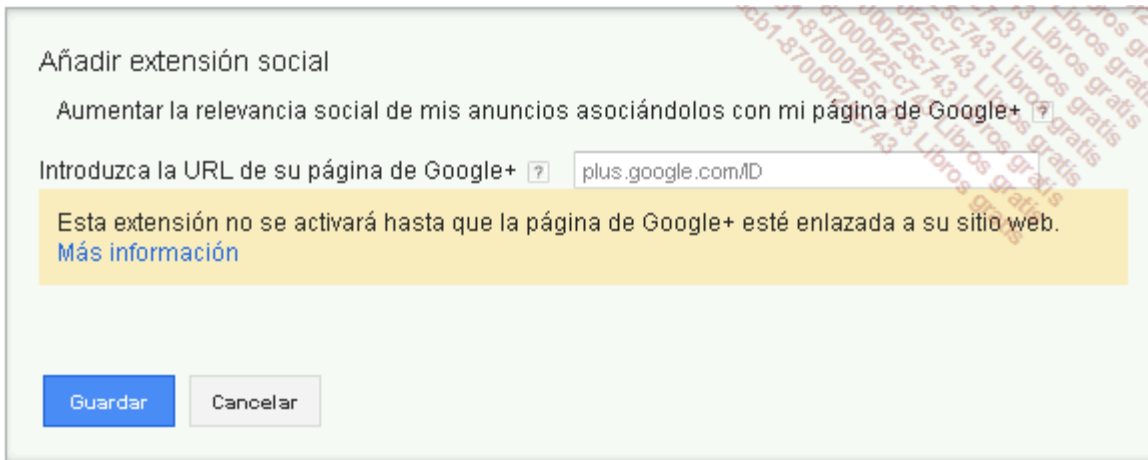 Añadir extensión social
Aumentar la relevancia social de mis anuncios asociándolos con mi página de Google+ ?
Introduzca la URL de su página de Google+ ? plus.google.com/ID
Esta extensión no se activará hasta que la página de Google+ esté enlazada a su sitio web.
Más información
Guardar Cancelar